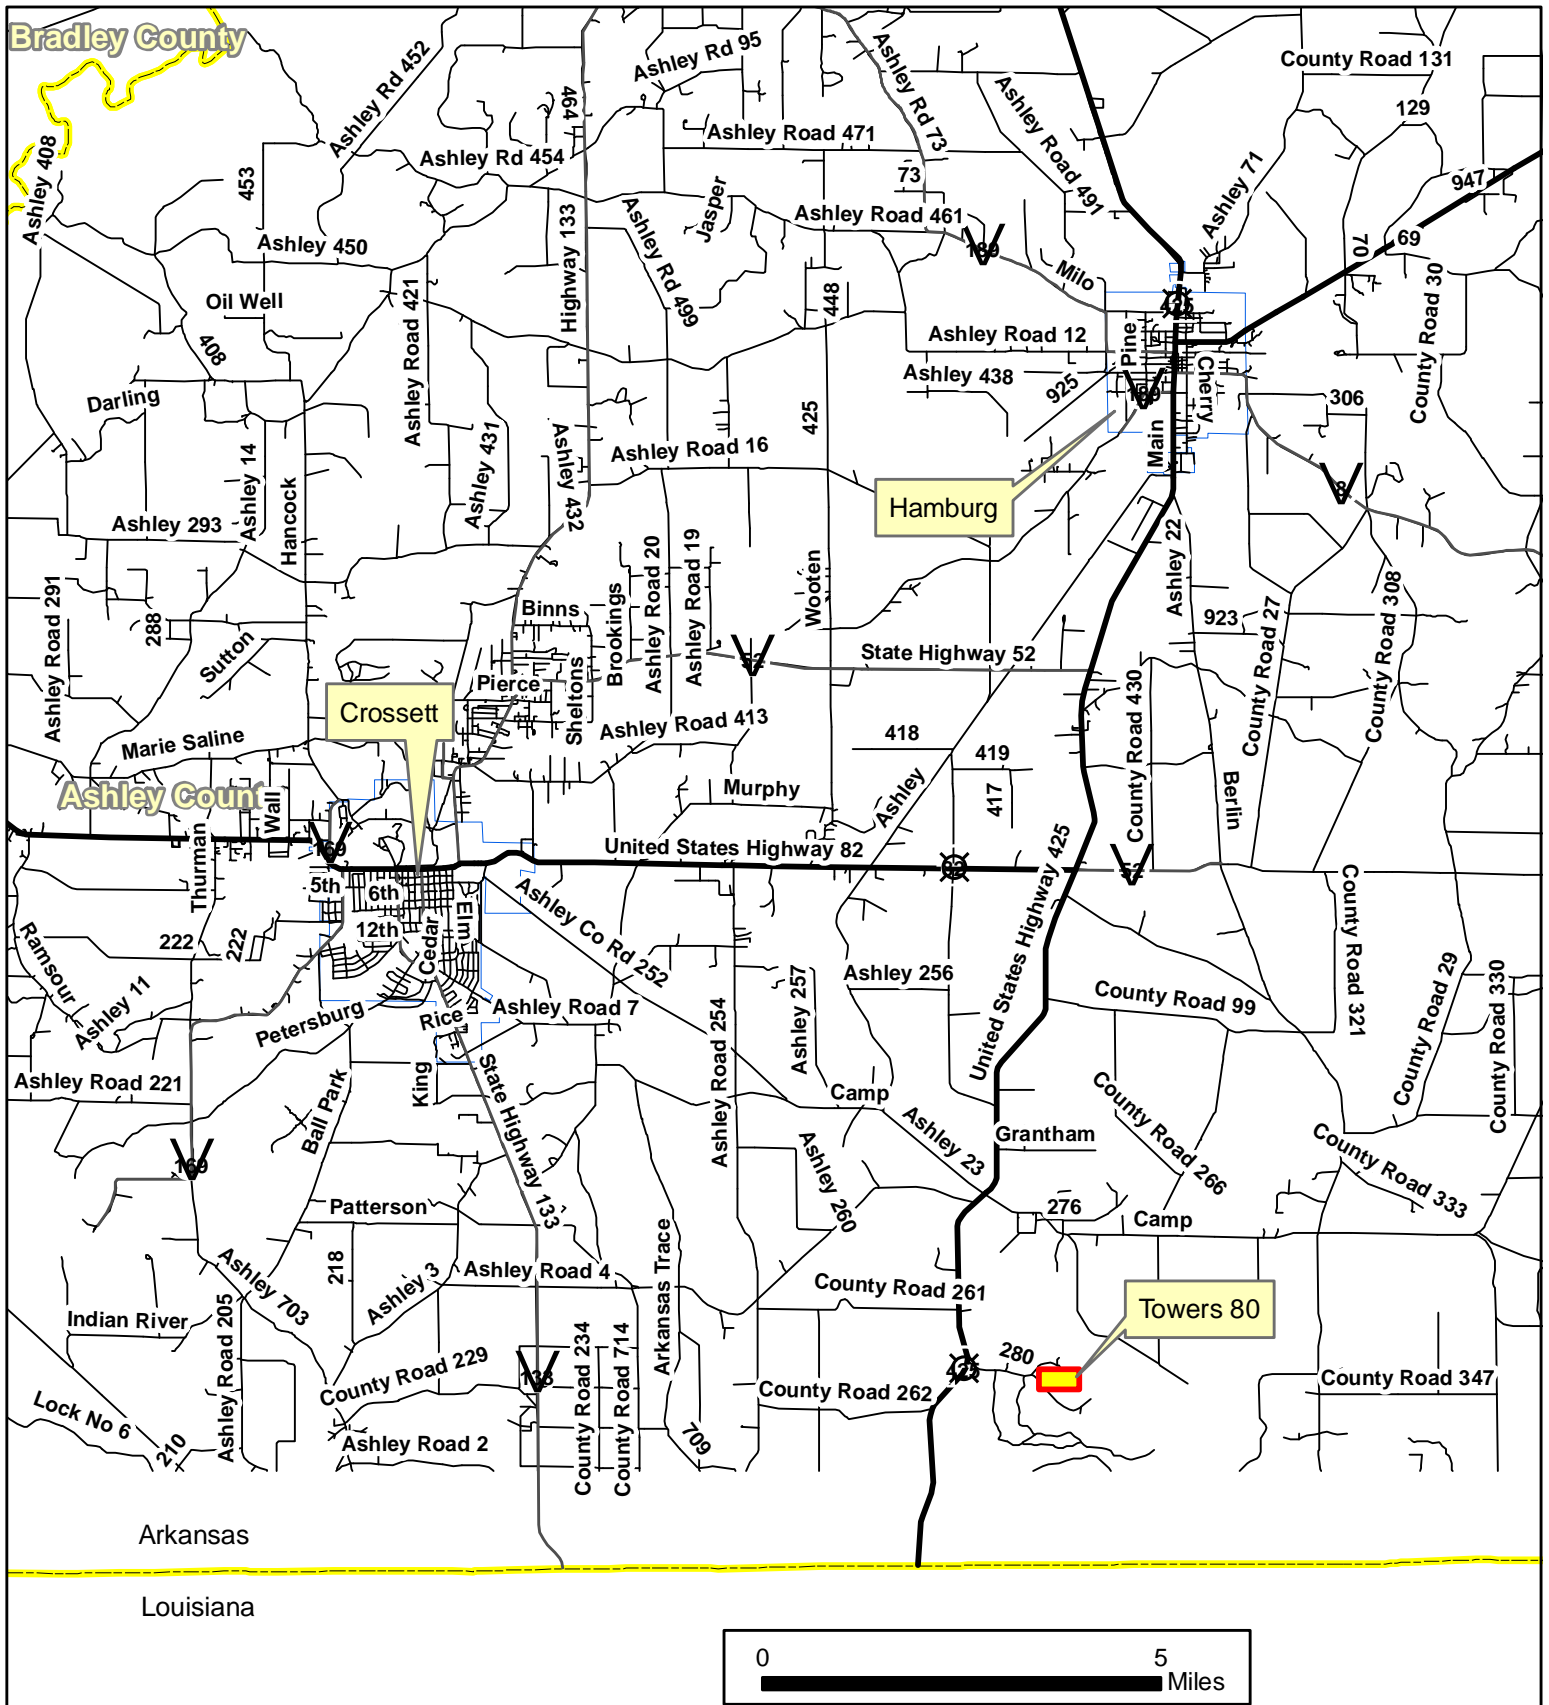 Bradley County
Ashley Rd 452
Ashley Rd 95
Ashley Rd 73
County Road 131
464
129
Ashley Road 471
Ashley Road 491
Ashley 408
453
Ashley Rd 454
73
Ashley 71
947
Jasper
Ashley Road 461
Ashley 450
Highway 133
Ashley Rd 499
189
Milo
70
69
Oil Well
Ashley Road 421
448
425
County Road 30
408
Ashley Road 12
Pine
Cherry
Darling
Ashley 438
925
189
306
425
Ashley 14
Ashley 431
Ashley 432
Ashley Road 16
Main
Hancock
8
Hamburg
Ashley 293
Ashley Road 20
Ashley Road 19
Wooten
Ashley 22
Ashley Road 291
288
Binns
Brookings
923
County Road 27
County Road 308
Sutton
52
State Highway 52
Pierce
Sheltons
County Road 430
Crossett
Ashley Road 413
Marie Saline
418
419
Ashley County
Wall
Murphy
Ashley
417
Berlin
Thurman
169
United States Highway 82
82
52
5th
6th
Elm
Ashley Co Rd 252
United States Highway 425
County Road 321
Ramsour
222
222
12th
Cedar
Ashley 256
County Road 29
County Road 330
Ashley 11
Petersburg
Rice
Ashley Road 7
Ashley Road 254
Ashley 257
County Road 99
Ashley Road 221
Ball Park
King
State Highway 133
Camp
Ashley 23
County Road 266
Grantham
County Road 333
169
Ashley 260
Patterson
276
Camp
Ashley 703
218
Ashley 3
Ashley Road 4
Arkansas Trace
County Road 261
Towers 80
Indian River
Ashley Road 205
County Road 229
133
County Road 234
County Road 714
425
280
County Road 262
County Road 347
Lock No 6
210
Ashley Road 2
709
Arkansas
Louisiana
0
5
Miles